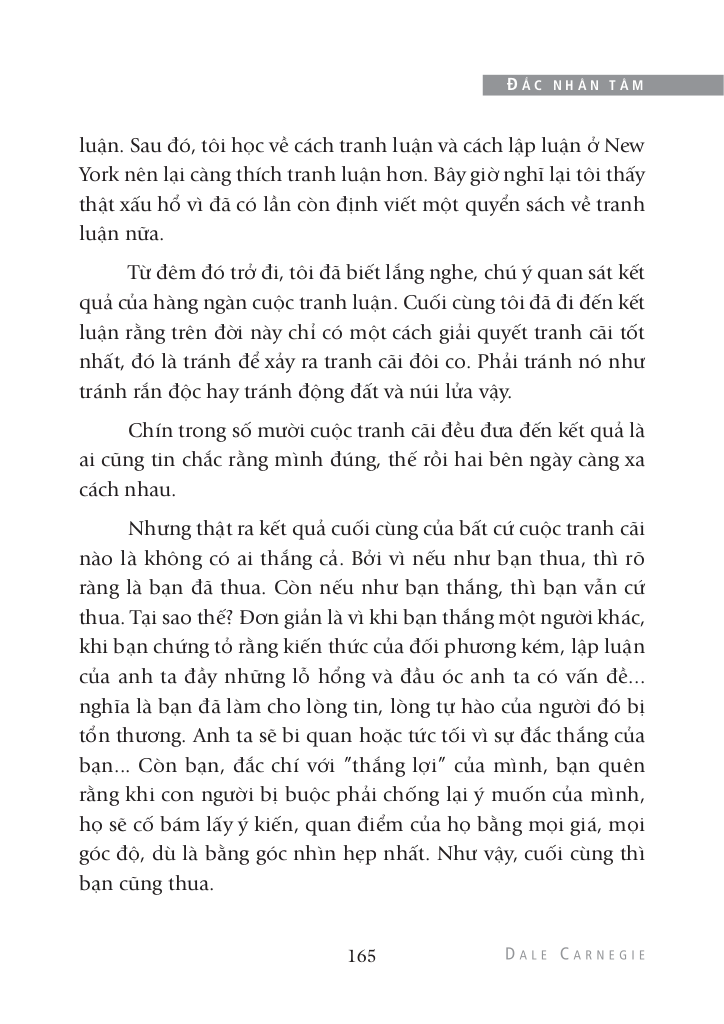 ĐẮC NHÂN TÂM
luận. Sau đó, tôi học về cách tranh luận và cách lập luận ở New
York nên lại càng thích tranh luận hơn. Bây giờ nghĩ lại tôi thấy
thật xấu hổ vì đã có lần còn định viết một quyển sách về tranh
luận nữa.
Từ đêm đó trở đi, tôi đã biết lắng nghe, chú ý quan sát kết
quả của hàng ngàn cuộc tranh luận. Cuối cùng tôi đã đi đến kết
luận rằng trên đời này chỉ có một cách giải quyết tranh cãi tốt
nhất, đó là tránh để xảy ra tranh cãi đôi co. Phải tránh nó như
tránh rắn độc hay tránh động đất và núi lửa vậy.
Chín trong số mười cuộc tranh cãi đều đưa đến kết quả là
ai cũng tin chắc rằng mình đúng, thế rồi hai bên ngày càng xa
cách nhau.
Nhưng thật ra kết quả cuối cùng của bất cứ cuộc tranh cãi
nào là không có ai thắng cả. Bởi vì nếu như bạn thua, thì rõ
ràng là bạn đã thua. Còn nếu như bạn thắng, thì bạn vẫn cứ
thua. Tại sao thế? Đơn giản là vì khi bạn thắng một người khác,
khi bạn chứng tỏ rằng kiến thức của đối phương kém, lập luận
của anh ta đầy những lỗ hổng và đầu óc anh ta có vấn đề...
nghĩa là bạn đã làm cho lòng tin, lòng tự hào của người đó bị
tổn thương. Anh ta sẽ bi quan hoặc tức tối vì sự đắc thắng của
bạn... Còn bạn, đắc chí với "thắng lợi" của mình, bạn quên
rằng khi con người bị buộc phải chống lại ý muốn của mình,
họ sẽ cố bám lấy ý kiến, quan điểm của họ bằng mọi giá, mọi
góc độ, dù là bằng góc nhìn hẹp nhất. Như vậy, cuối cùng thì
bạn cũng thua.
165
DALE CARNEGIE